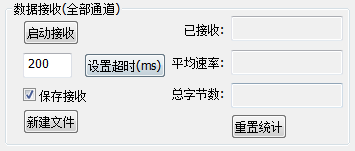 数据接收(全部通道)
启动接收
已接收:
200
设置超时(ms)
平均速率:
保存接收
总字节数:
新建文件
重置统计